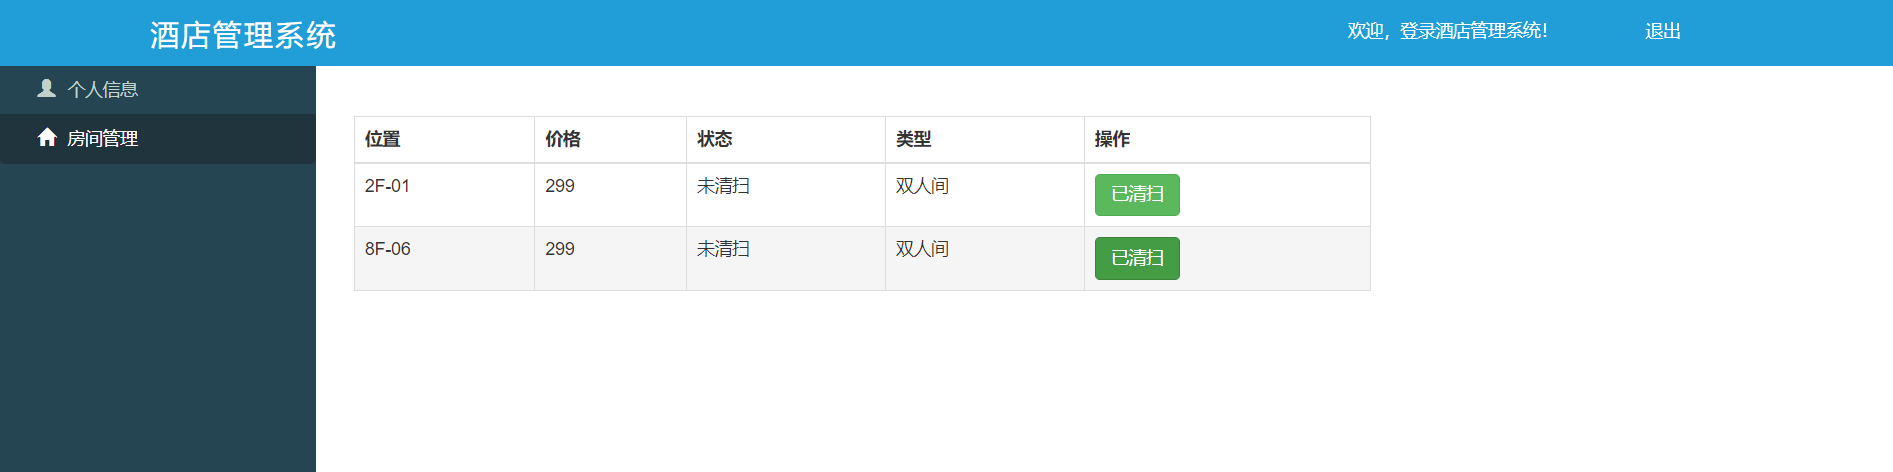 酒店管理系统
欢迎，登录酒店管理系统！
退出
个人信息
房间管理
位置 价格 状态 类型 操作
2F-01 299 未清扫 双人间 已清扫
8F-06 299 未清扫 双人间 已清扫